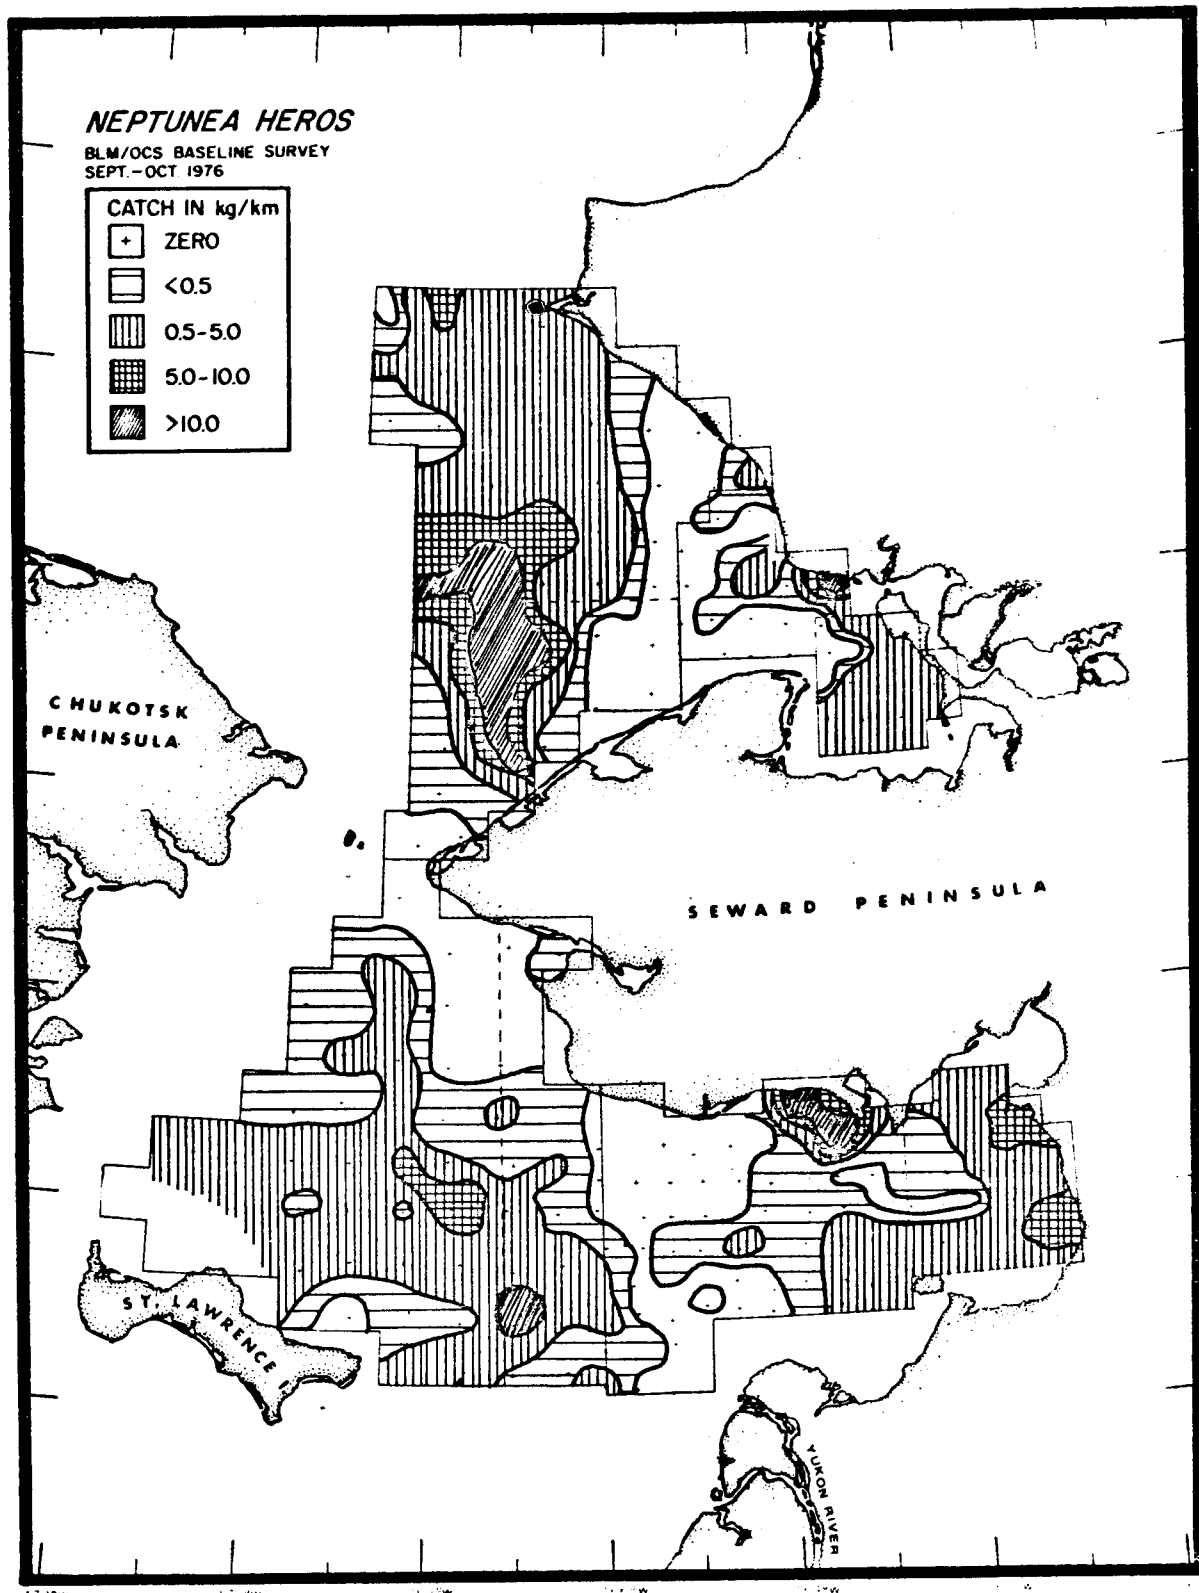 NEPTUNEA HEROS
BLM/OCS BASELINE SURVEY
SEPT.-OCT. 1976
CATCH IN kg/km
+ ZERO
<0.5
0.5-5.0
5.0-10.0
>10.0
CHUKOTSK
PENINSULA
SEWARD PENINSULA
ST. LAWRENCE
YUKON RIVER